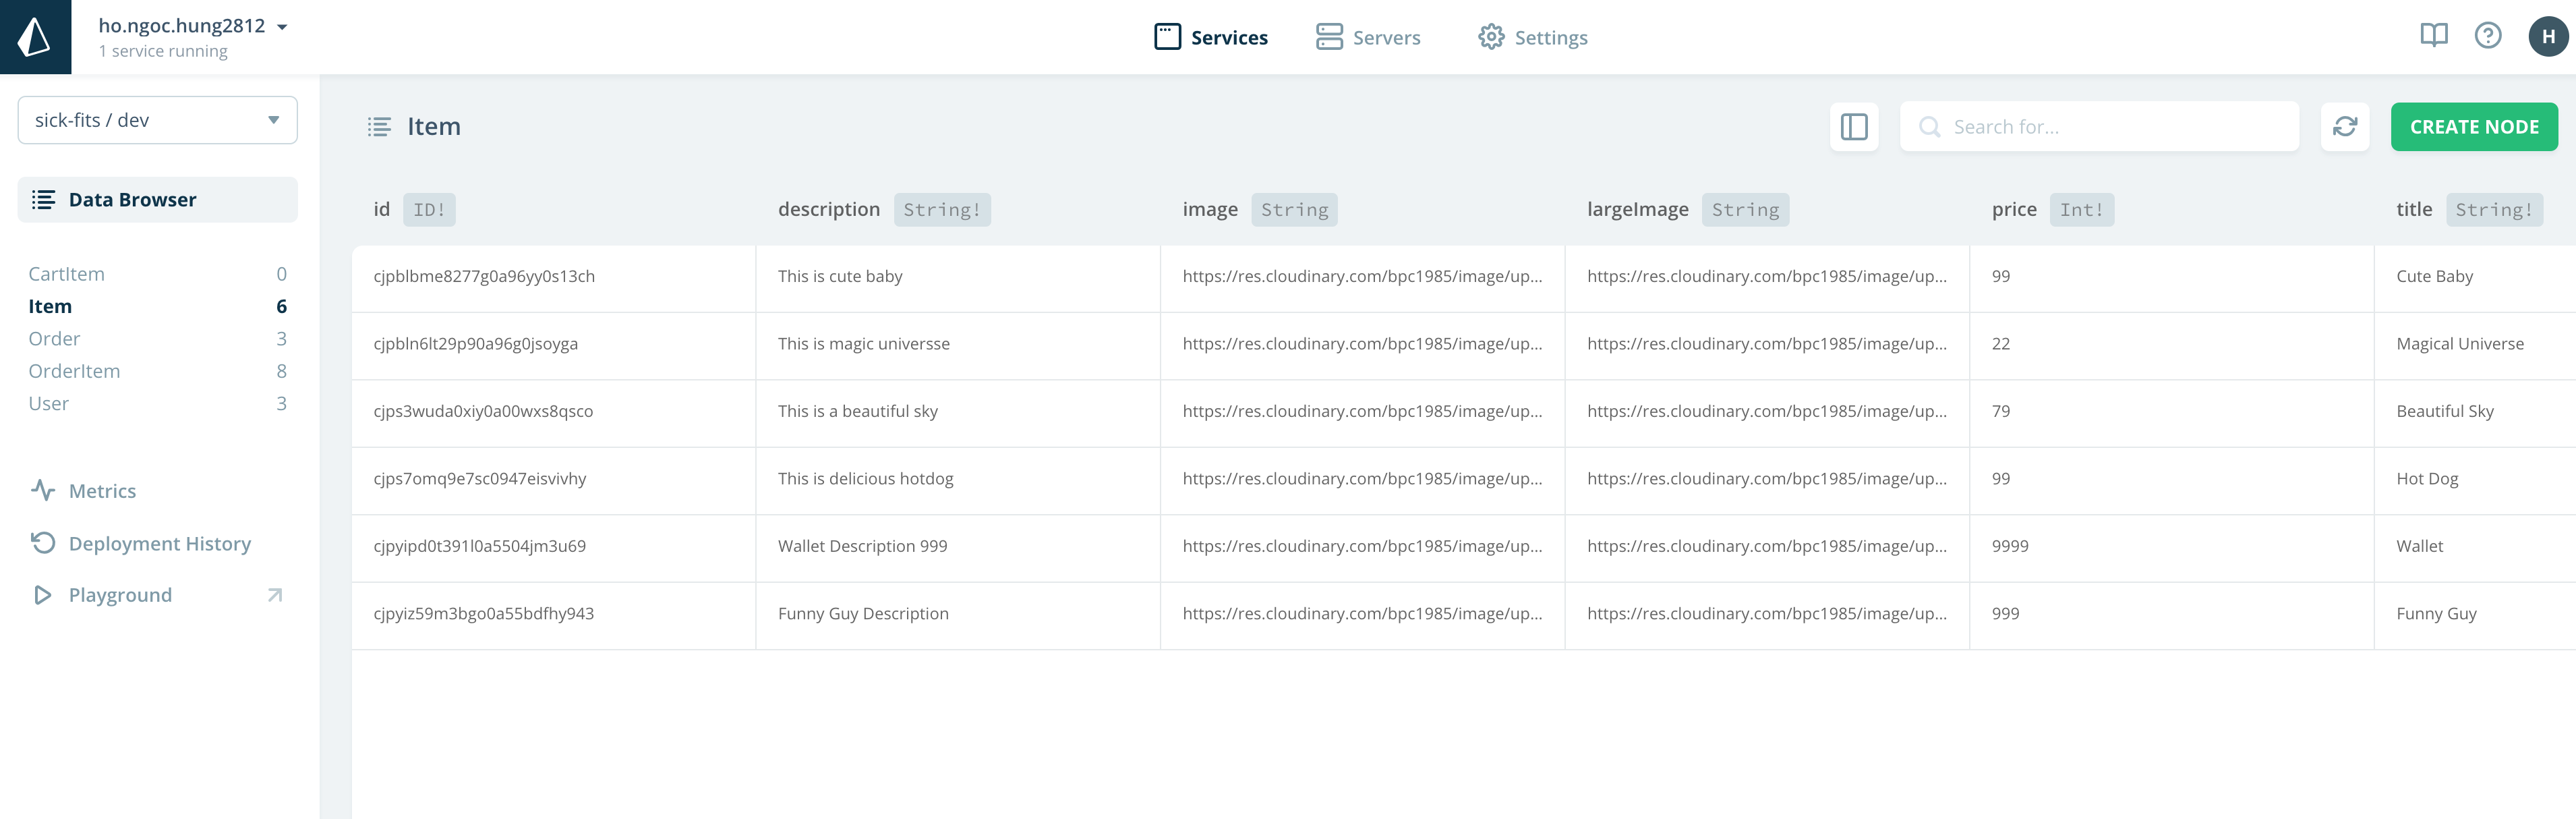 ho.ngoc.hung2812
1 service running
Services Servers Settings
H
sick-fits / dev
Data Browser
CartItem 0
Item 6
Order 3
OrderItem 8
User 3
Metrics
Deployment History
Playground
Item
Search for...
CREATE NODE
id ID! description String! image String largeImage String price Int! title String!
cjpblbme8277g0a96yy0s13ch This is cute baby https://res.cloudinary.com/bpc1985/image/up... https://res.cloudinary.com/bpc1985/image/up... 99 Cute Baby
cjpbln6lt29p90a96g0jsoyga This is magic universse https://res.cloudinary.com/bpc1985/image/up... https://res.cloudinary.com/bpc1985/image/up... 22 Magical Universe
cjps3wuda0xiy0a00wxs8qsco This is a beautiful sky https://res.cloudinary.com/bpc1985/image/up... https://res.cloudinary.com/bpc1985/image/up... 79 Beautiful Sky
cjps7omq9e7sc0947eisvivhy This is delicious hotdog https://res.cloudinary.com/bpc1985/image/up... https://res.cloudinary.com/bpc1985/image/up... 99 Hot Dog
cjpyipd0t391l0a5504jm3u69 Wallet Description 999 https://res.cloudinary.com/bpc1985/image/up... https://res.cloudinary.com/bpc1985/image/up... 9999 Wallet
cjpyiz59m3bgo0a55bdfhy943 Funny Guy Description https://res.cloudinary.com/bpc1985/image/up... https://res.cloudinary.com/bpc1985/image/up... 999 Funny Guy